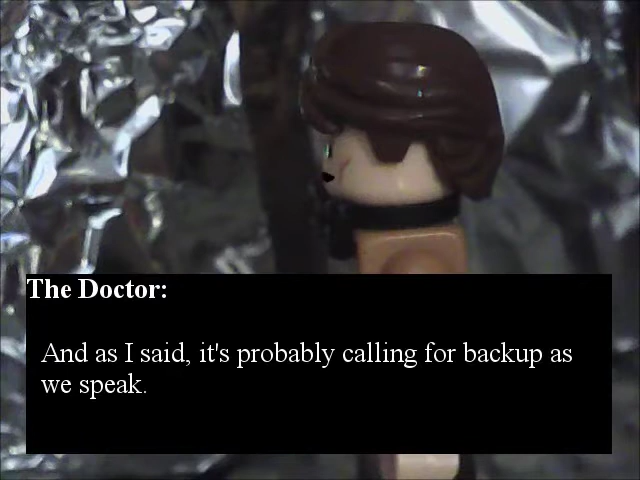 The Doctor:
And as I said, it's probably calling for backup as
we speak.